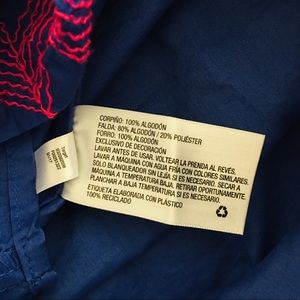 CORPIÑO: 100% ALGODÓN
FALDA: 80% ALGODÓN / 20% POLIÉSTER
FORRO: 100% ALGODÓN
EXCLUSIVO DE DECORACIÓN
LAVAR ANTES DE USAR. VOLTEAR LA PRENDA AL REVÉS.
LAVAR A MÁQUINA CON AGUA FRÍA CON COLORES SIMILARES.
SOLO BLANQUEADOR SIN LEJÍA SI ES NECESARIO. SECAR A
MÁQUINA A TEMPERATURA BAJA. RETIRAR OPORTUNAMENTE.
PLANCHAR A BAJA TEMPERATURA SI ES NECESARIO.
ETIQUETA ELABORADA CON PLÁSTICO
100% RECICLADO
Target